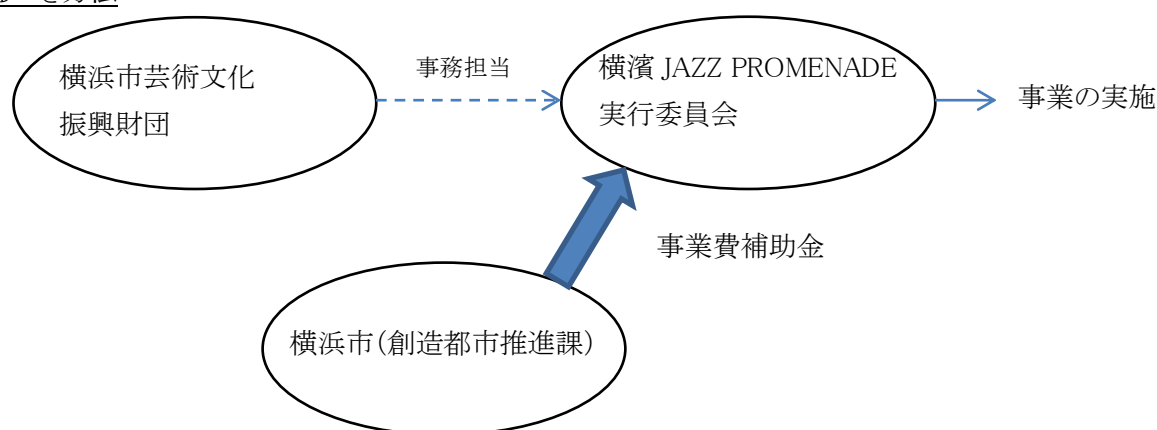 横浜市芸術文化
振興財団
事務担当
横濱 JAZZ PROMENADE
実行委員会
事業の実施
事業費補助金
横浜市(創造都市推進課)